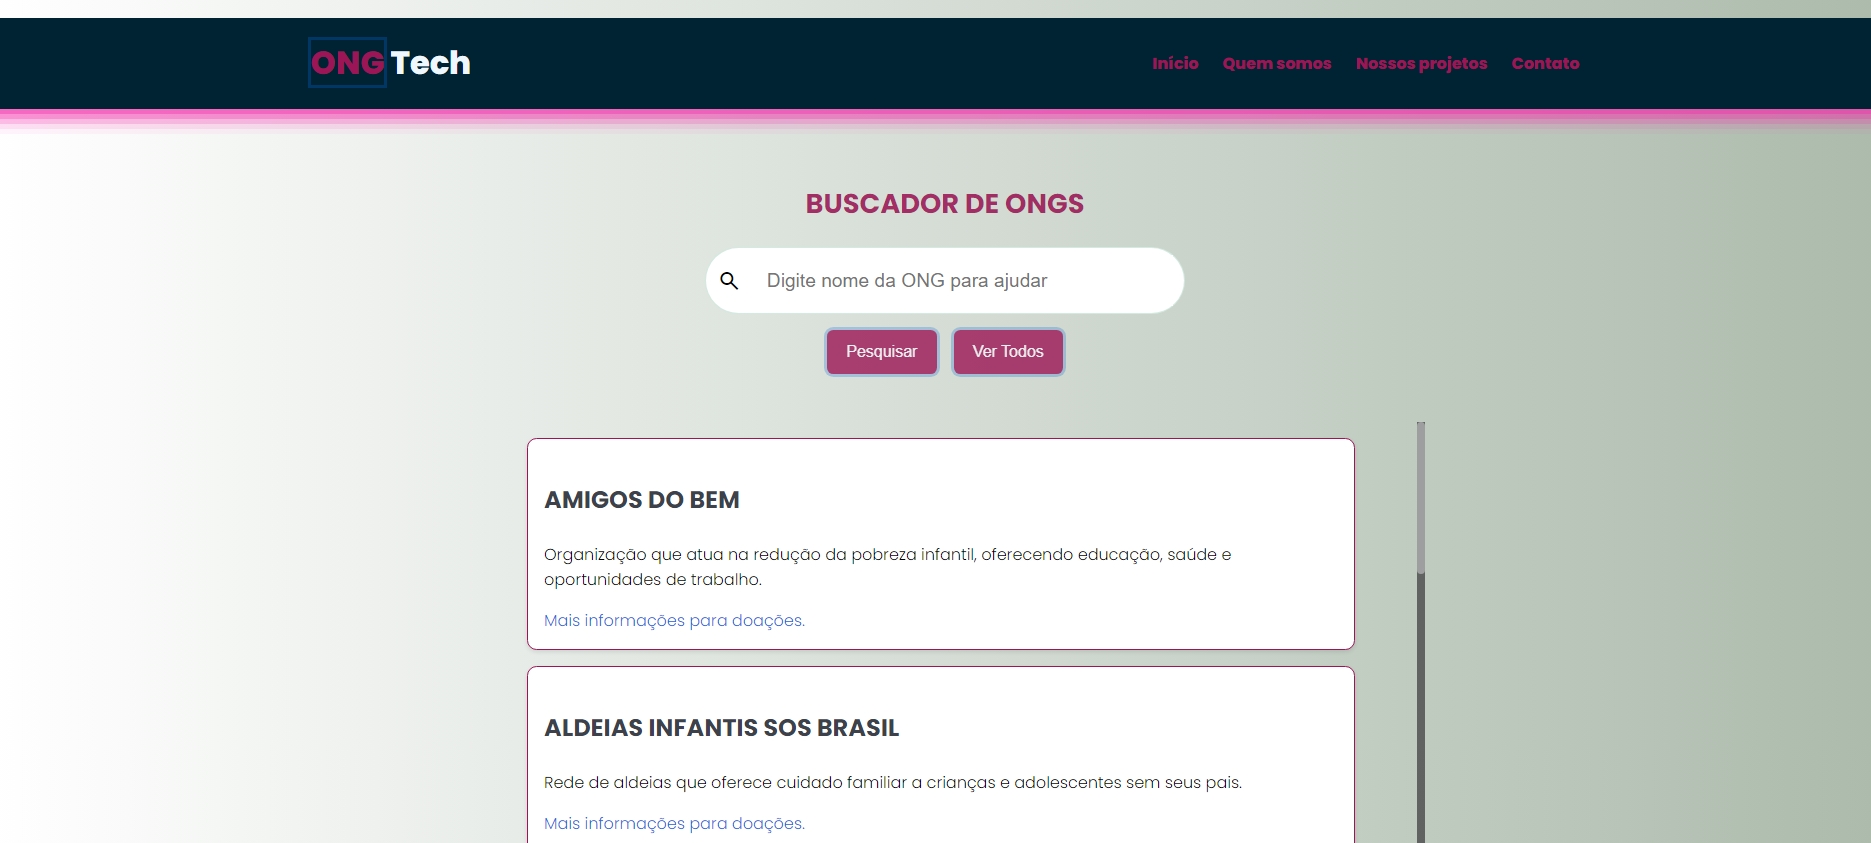 ONG Tech
Início Quem somos Nossos projetos Contato
BUSCADOR DE ONGS
Digite nome da ONG para ajudar
Pesquisar Ver Todos
AMIGOS DO BEM
Organização que atua na redução da pobreza infantil, oferecendo educação, saúde e
oportunidades de trabalho.
Mais informações para doações.
ALDEIAS INFANTIS SOS BRASIL
Rede de aldeias que oferece cuidado familiar a crianças e adolescentes sem seus pais.
Mais informações para doações.